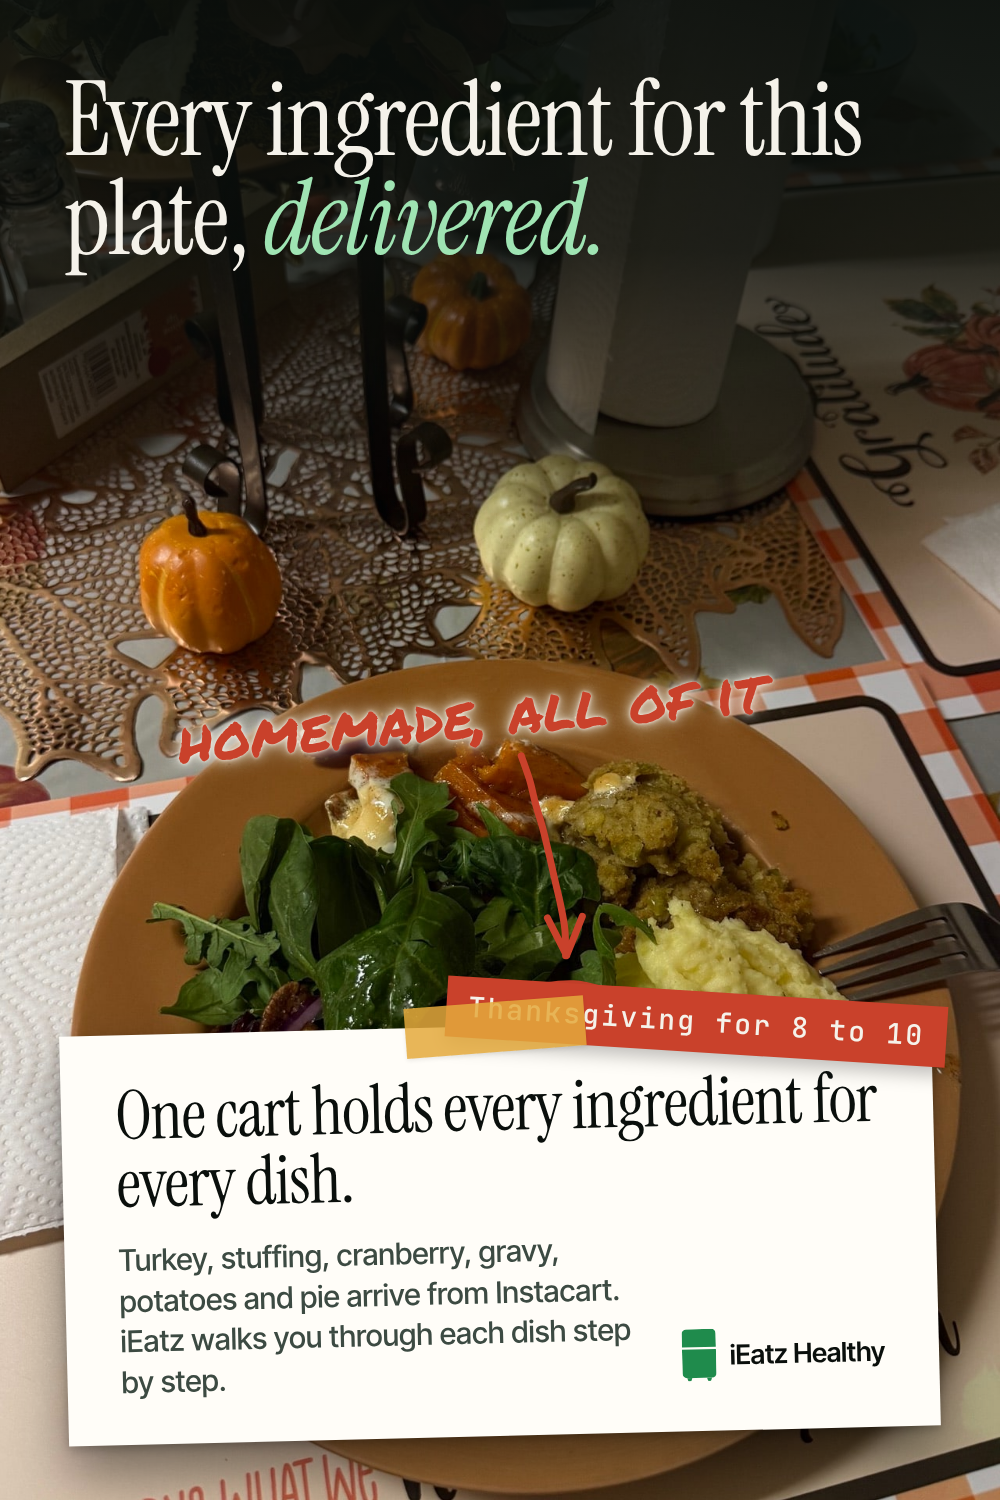 Every ingredient for this
plate, delivered.
Gratitude
HOMEMADE, ALL OF IT
Thanksgiving for 8 to 10
One cart holds every ingredient for
every dish.
Turkey, stuffing, cranberry, gravy,
potatoes and pie arrive from Instacart.
iEatz walks you through each dish step
by step.
iEatz Healthy
WHAT WE